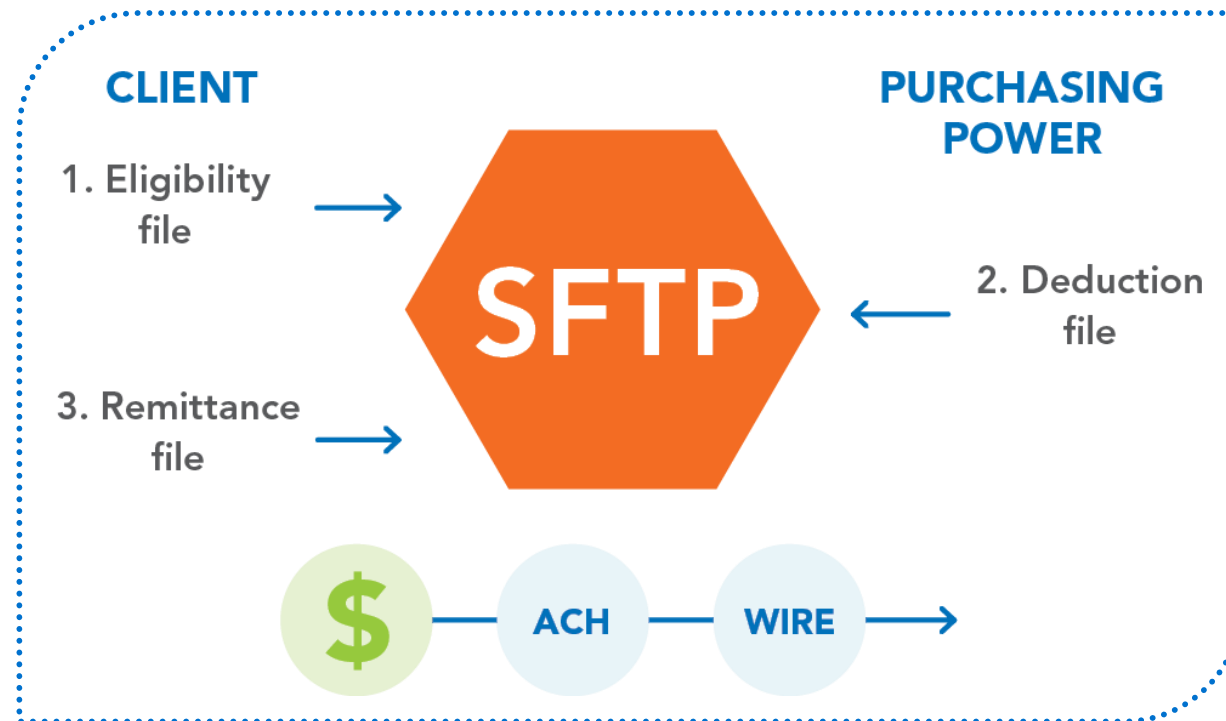 CLIENT
PURCHASING
POWER
1. Eligibility
file
SFTP
2. Deduction
file
3. Remittance
file
$
ACH
WIRE